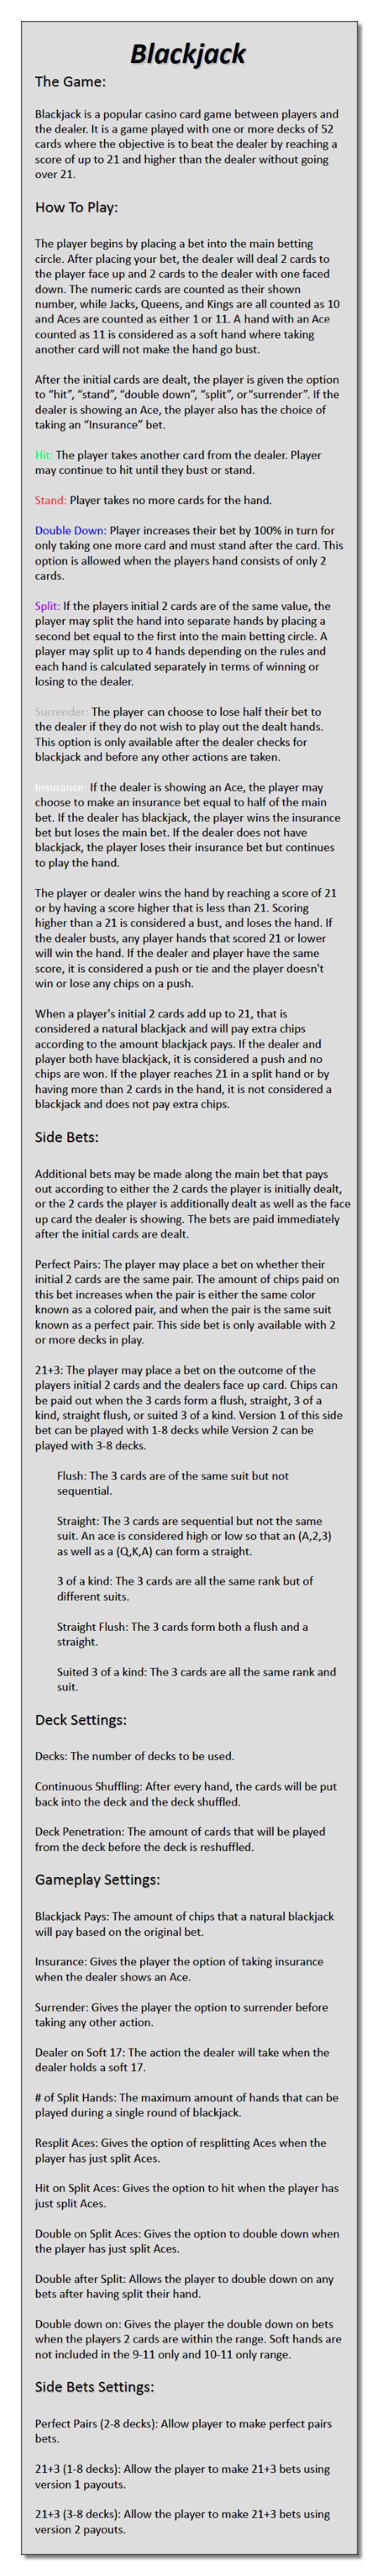 Blackjack
The Game:
Blackjack is a popular casino card game between players and
the dealer. It is a game played with one or more decks of 52
cards where the objective is to beat the dealer by reaching a
score of up to 21 and higher than the dealer without going
over 21.
How To Play:
The player begins by placing a bet into the main betting
circle. After placing your bet, the dealer will deal 2 cards to
the player face up and 2 cards to the dealer with one faced
down. The numeric cards are counted as their shown
number, while Jacks, Queens, and Kings are all counted as 10
and Aces are counted as either 1 or 11. A hand with an Ace
counted as 11 is considered as a soft hand where taking
another card will not make the hand go bust.
After the initial cards are dealt, the player is given the option
to “hit”, “stand”, “double down”, “split”, or“surrender”. If the
dealer is showing an Ace, the player also has the choice of
taking an “Insurance” bet.
Hit: The player takes another card from the dealer. Player
may continue to hit until they bust or stand.
Stand: Player takes no more cards for the hand.
Double Down: Player increases their bet by 100% in turn for
only taking one more card and must stand after the card. This
option is allowed when the players hand consists of only 2
cards.
Split: If the players initial 2 cards are of the same value, the
player may split the hand into separate hands by placing a
second bet equal to the first into the main betting circle. A
player may split up to 4 hands depending on the rules and
each hand is calculated separately in terms of winning or
losing to the dealer.
Surrender: The player can choose to lose half their bet to
the dealer if they do not wish to play out the dealt hands.
This option is only available after the dealer checks for
blackjack and before any other actions are taken.
Insurance: If the dealer is showing an Ace, the player may
choose to make an insurance bet equal to half of the main
bet. If the dealer has blackjack, the player wins the insurance
bet but loses the main bet. If the dealer does not have
blackjack, the player loses their insurance bet but continues
to play the hand.
The player or dealer wins the hand by reaching a score of 21
or by having a score higher that is less than 21. Scoring
higher than a 21 is considered a bust, and loses the hand. If
the dealer busts, any player hands that scored 21 or lower
will win the hand. If the dealer and player have the same
score, it is considered a push or tie and the player doesn't
win or lose any chips on a push.
When a player's initial 2 cards add up to 21, that is
considered a natural blackjack and will pay extra chips
according to the amount blackjack pays. If the dealer and
player both have blackjack, it is considered a push and no
chips are won. If the player reaches 21 in a split hand or by
having more than 2 cards in the hand, it is not considered a
blackjack and does not pay extra chips.
Side Bets:
Additional bets may be made along the main bet that pays
out according to either the 2 cards the player is initially dealt,
or the 2 cards the player is additionally dealt as well as the face
up card the dealer is showing. The bets are paid immediately
after the initial cards are dealt.
Perfect Pairs: The player may place a bet on whether their
initial 2 cards are the same pair. The amount of chips paid on
this bet increases when the pair is either the same color
known as a colored pair, and when the pair is the same suit
known as a perfect pair. This side bet is only available with 2
or more decks in play.
21+3: The player may place a bet on the outcome of the
players initial 2 cards and the dealers face up card. Chips can
be paid out when the 3 cards form a flush, straight, 3 of a
kind, straight flush, or suited 3 of a kind. Version 1 of this side
bet can be played with 1-8 decks while Version 2 can be
played with 3-8 decks.
Flush: The 3 cards are of the same suit but not
sequential.
Straight: The 3 cards are sequential but not the same
suit. An ace is considered high or low so that an (A,2,3)
as well as a (Q,K,A) can form a straight.
3 of a kind: The 3 cards are all the same rank but of
different suits.
Straight Flush: The 3 cards form both a flush and a
straight.
Suited 3 of a kind: The 3 cards are all the same rank and
suit.
Deck Settings:
Decks: The number of decks to be used.
Continuous Shuffling: After every hand, the cards will be put
back into the deck and the deck shuffled.
Deck Penetration: The amount of cards that will be played
from the deck before the deck is reshuffled.
Gameplay Settings:
Blackjack Pays: The amount of chips that a natural blackjack
will pay based on the original bet.
Insurance: Gives the player the option of taking insurance
when the dealer shows an Ace.
Surrender: Gives the player the option to surrender before
taking any other action.
Dealer on Soft 17: The action the dealer will take when the
dealer holds a soft 17.
# of Split Hands: The maximum amount of hands that can be
played during a single round of blackjack.
Resplit Aces: Gives the option of resplitting Aces when the
player has just split Aces.
Hit on Split Aces: Gives the option to hit when the player has
just split Aces.
Double on Split Aces: Gives the option to double down when
the player has just split Aces.
Double after Split: Allows the player to double down on any
bets after having split their hand.
Double down on: Gives the player the double down on bets
when the players 2 cards are within the range. Soft hands are
not included in the 9-11 only and 10-11 only range.
Side Bets Settings:
Perfect Pairs (2-8 decks): Allow player to make perfect pairs
bets.
21+3 (1-8 decks): Allow the player to make 21+3 bets using
version 1 payouts.
21+3 (3-8 decks): Allow the player to make 21+3 bets using
version 2 payouts.